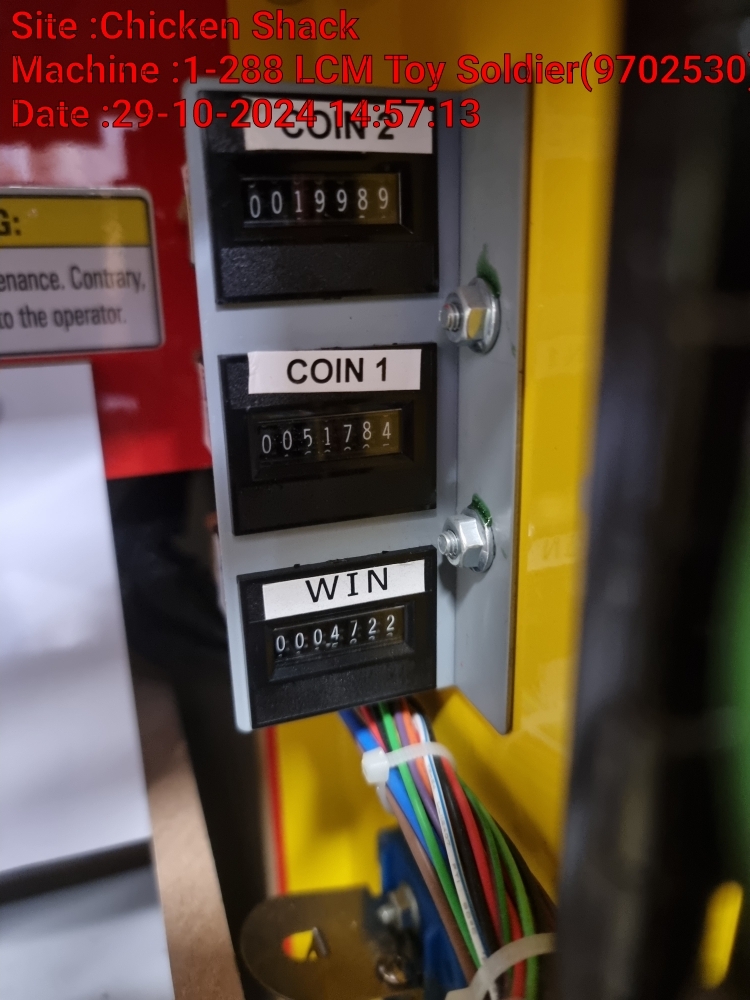 Site :Chicken Shack
Machine :1-288 LCM Toy Soldier(9702530)
Date :29-10-2024 14:57:13
COIN 2
0019989
G:
enance. Contrary,
to the operator.
COIN 1
0051784
WIN
0004722